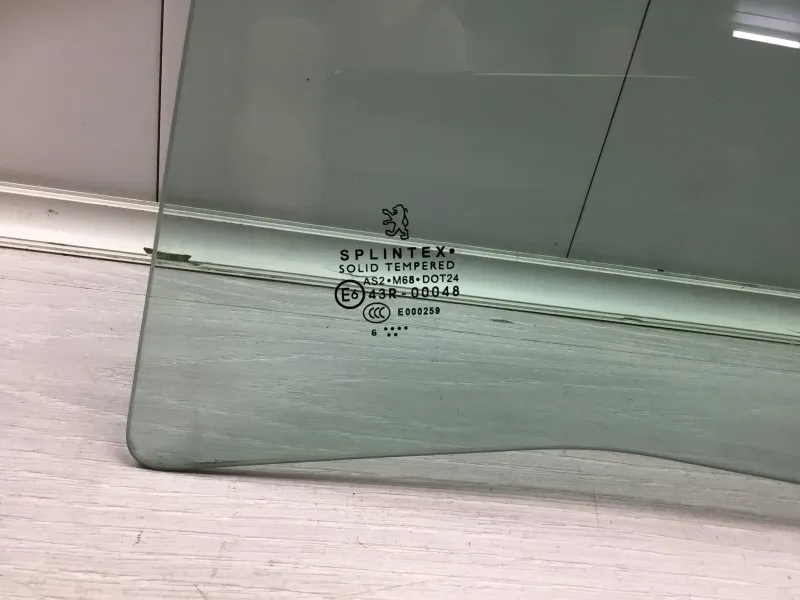 SPLINTEX•
SOLID TEMPERED
AS2•M68•DOT24
E6 43R-00048
CCC E000259
6